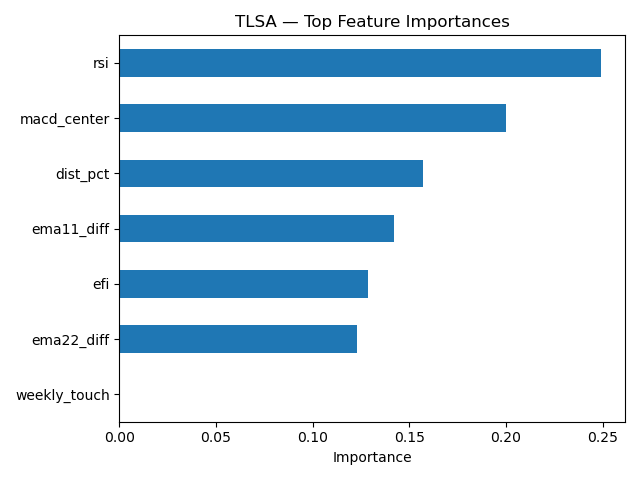 TLSA — Top Feature Importances
rsi
macd_center
dist_pct
ema11_diff
efi
ema22_diff
weekly_touch
0.00 0.05 0.10 0.15 0.20 0.25
Importance